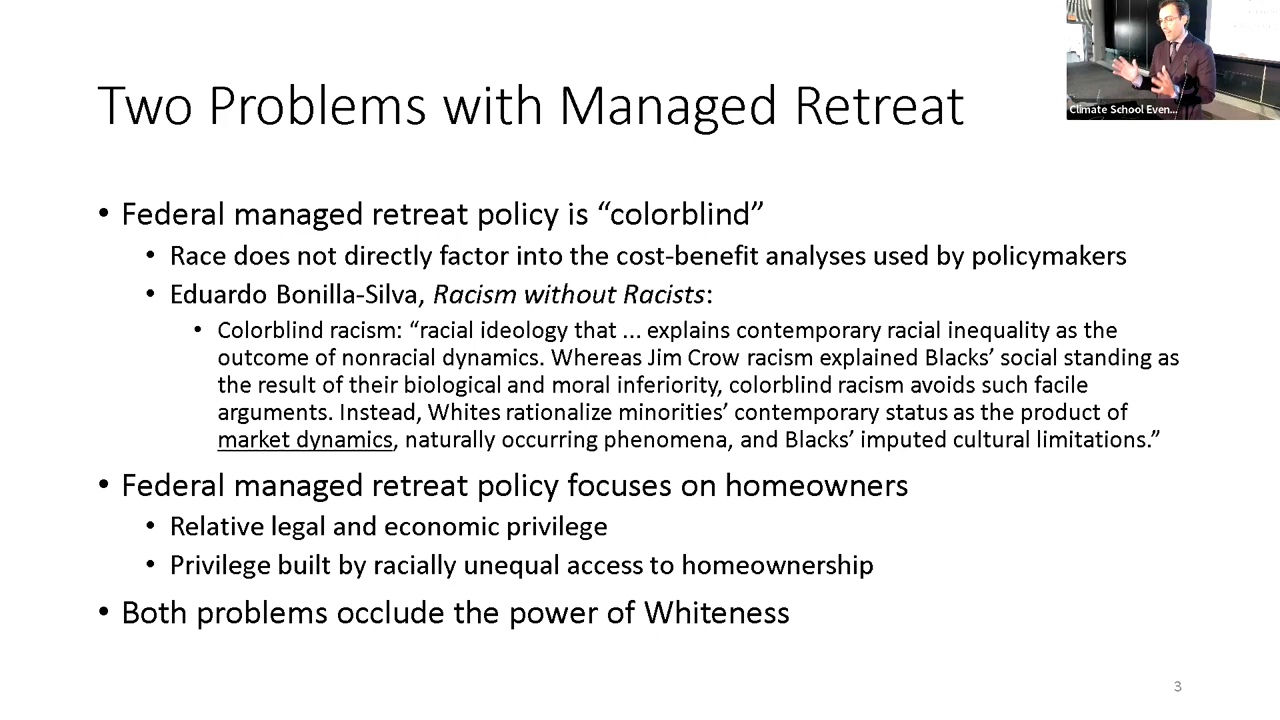 Climate School Even...
Two Problems with Managed Retreat
• Federal managed retreat policy is “colorblind”
• Race does not directly factor into the cost-benefit analyses used by policymakers
• Eduardo Bonilla-Silva, Racism without Racists:
• Colorblind racism: “racial ideology that ... explains contemporary racial inequality as the
outcome of nonracial dynamics. Whereas Jim Crow racism explained Blacks’ social standing as
the result of their biological and moral inferiority, colorblind racism avoids such facile
arguments. Instead, Whites rationalize minorities’ contemporary status as the product of
market dynamics, naturally occurring phenomena, and Blacks’ imputed cultural limitations.”
• Federal managed retreat policy focuses on homeowners
• Relative legal and economic privilege
• Privilege built by racially unequal access to homeownership
• Both problems occlude the power of Whiteness
3